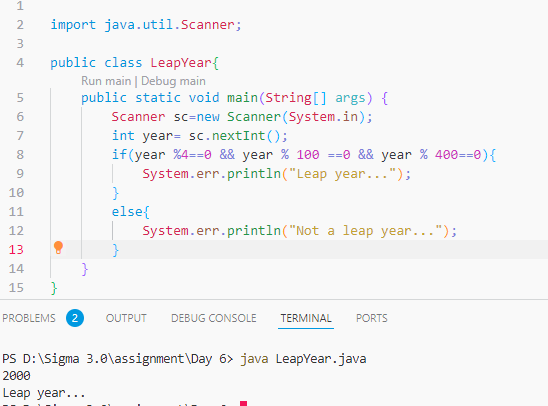 1
2 import java.util.Scanner;
3
4 public class LeapYear{
Run main | Debug main
5 public static void main(String[] args) {
6 Scanner sc=new Scanner(System.in);
7 int year= sc.nextInt();
8 if(year %4==0 && year % 100 ==0 && year % 400==0){
9 System.err.println("Leap year...");
10 }
11 else{
12 System.err.println("Not a leap year...");
13 }
14 }
15 }
PROBLEMS 2 OUTPUT DEBUG CONSOLE TERMINAL PORTS
PS D:\Sigma 3.0\assignment\Day 6> java LeapYear.java
2000
Leap year...